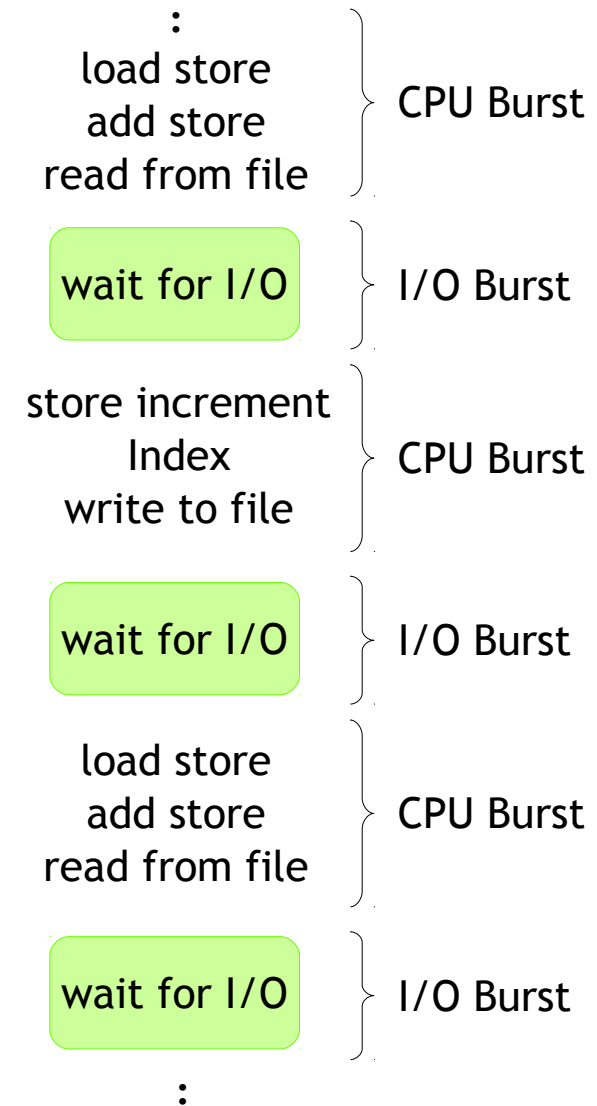 :
load store
add store
read from file
CPU Burst
wait for I/O
I/O Burst
store increment
Index
write to file
CPU Burst
wait for I/O
I/O Burst
load store
add store
read from file
CPU Burst
wait for I/O
I/O Burst
: